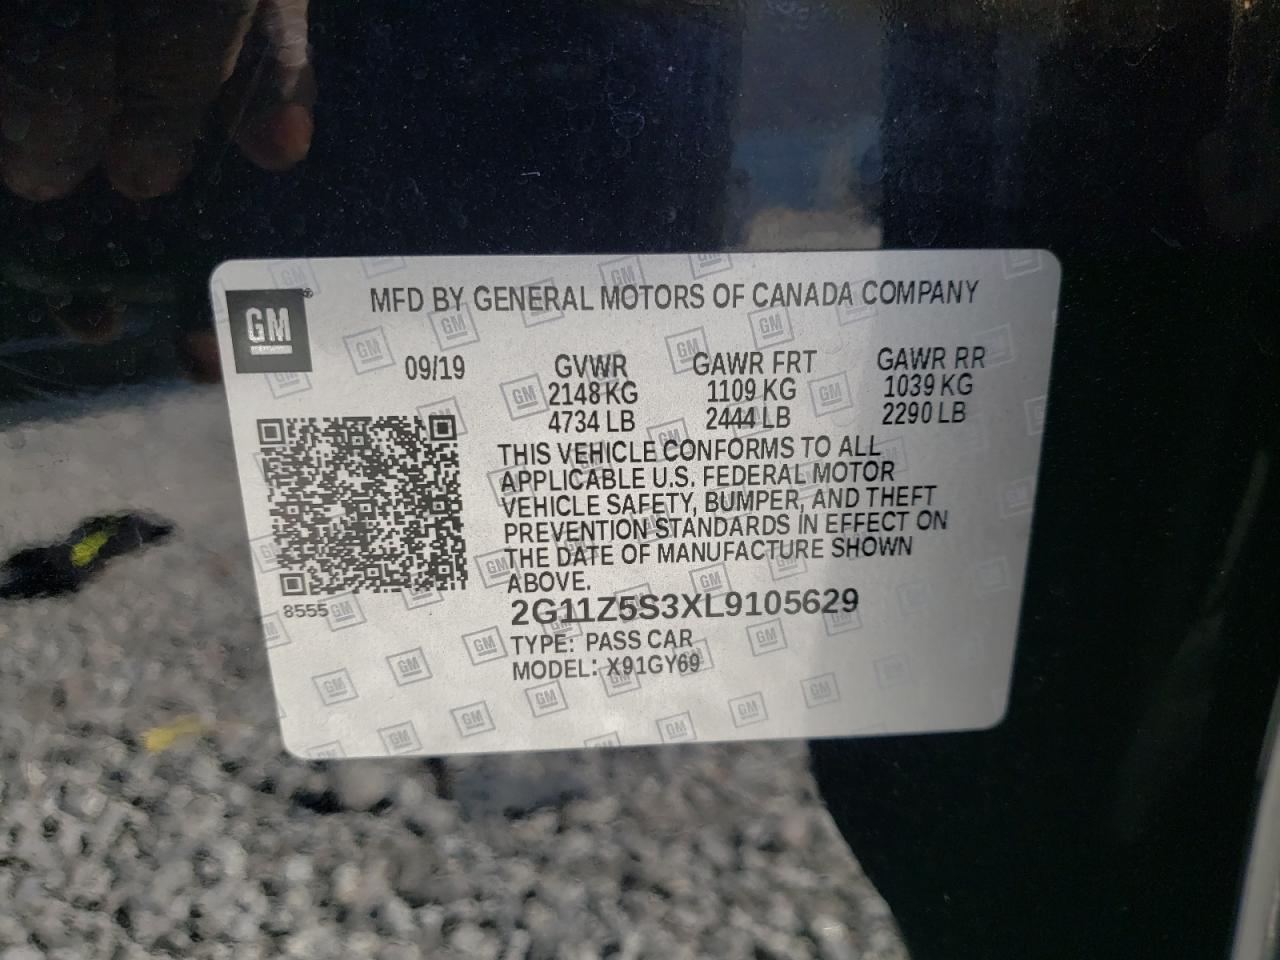 GM
MFD BY GENERAL MOTORS OF CANADA COMPANY
09/19 GVWR GAWR FRT GAWR RR
2148 KG 1109 KG 1039 KG
4734 LB 2444 LB 2290 LB
THIS VEHICLE CONFORMS TO ALL
APPLICABLE U.S. FEDERAL MOTOR
VEHICLE SAFETY, BUMPER, AND THEFT
PREVENTION STANDARDS IN EFFECT ON
THE DATE OF MANUFACTURE SHOWN
ABOVE.
8555
2G11Z5S3XL9105629
TYPE: PASS CAR
MODEL: X91GY69